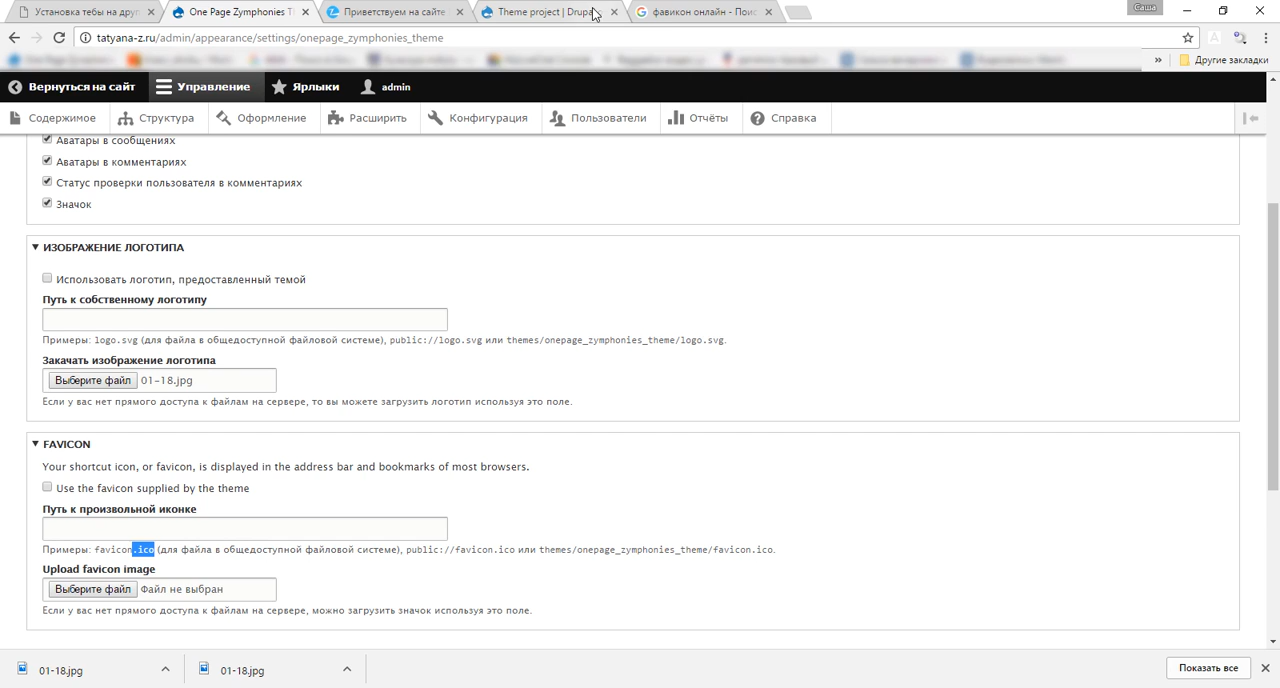 Установка тебы на друп
One Page Zymphonies Th
Приветствуем на сайте
Theme project | Drupa
фавикон онлайн - Поис
Саша
tatyana-z.ru/admin/appearance/settings/onepage_zymphonies_theme
» Другие закладки
Вернуться на сайт Управление Ярлыки admin
Содержимое Структура Оформление Расширить Конфигурация Пользователи Отчёты Справка
Аватары в сообщениях
Аватары в комментариях
Статус проверки пользователя в комментариях
Значок
ИЗОБРАЖЕНИЕ ЛОГОТИПА
Использовать логотип, предоставленный темой
Путь к собственному логотипу
Примеры: logo.svg (для файла в общедоступной файловой системе), public://logo.svg или themes/onepage_zymphonies_theme/logo.svg.
Закачать изображение логотипа
Выберите файл 01-18.jpg
Если у вас нет прямого доступа к файлам на сервере, то вы можете загрузить логотип используя это поле.
FAVICON
Your shortcut icon, or favicon, is displayed in the address bar and bookmarks of most browsers.
Use the favicon supplied by the theme
Путь к произвольной иконке
Примеры: favicon.ico (для файла в общедоступной файловой системе), public://favicon.ico или themes/onepage_zymphonies_theme/favicon.ico.
Upload favicon image
Выберите файл Файл не выбран
Если у вас нет прямого доступа к файлам на сервере, можно загрузить значок используя это поле.
01-18.jpg 01-18.jpg Показать все